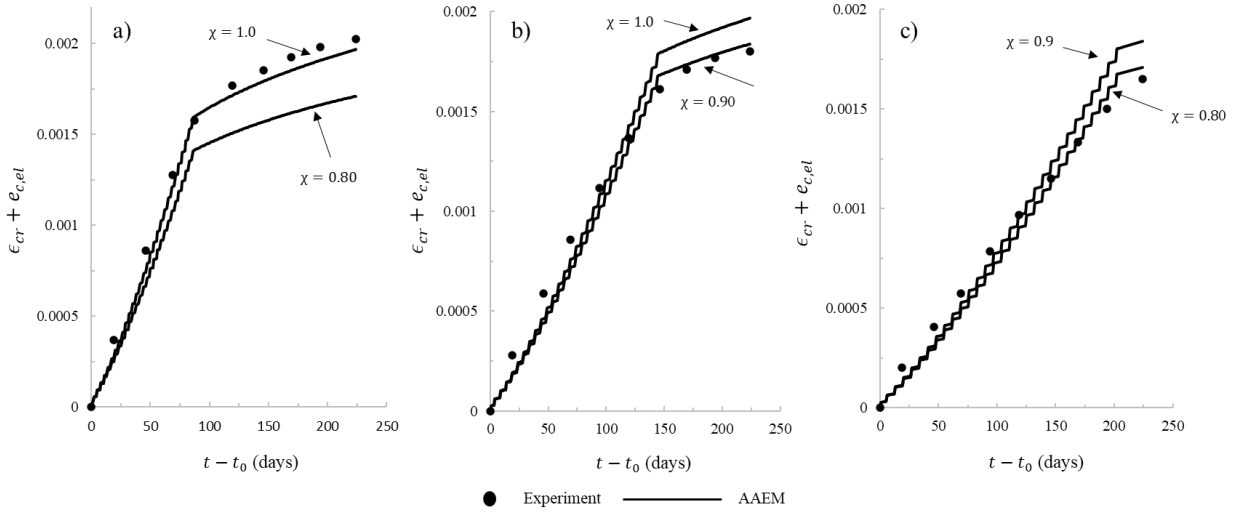 a)
0.002
0.0015
0.001
0.0005
0
χ = 1.0
χ = 0.80
ϵcr + ec,el
0 50 100 150 200 250
t − t0 (days)
b)
0.002
0.0015
0.001
0.0005
0
χ = 1.0
χ = 0.90
ϵcr + ec,el
0 50 100 150 200 250
t − t0 (days)
c)
0.002
0.0015
0.001
0.0005
0
χ = 0.9
χ = 0.80
ϵcr + ec,el
0 50 100 150 200 250
t − t0 (days)
Experiment AAEM